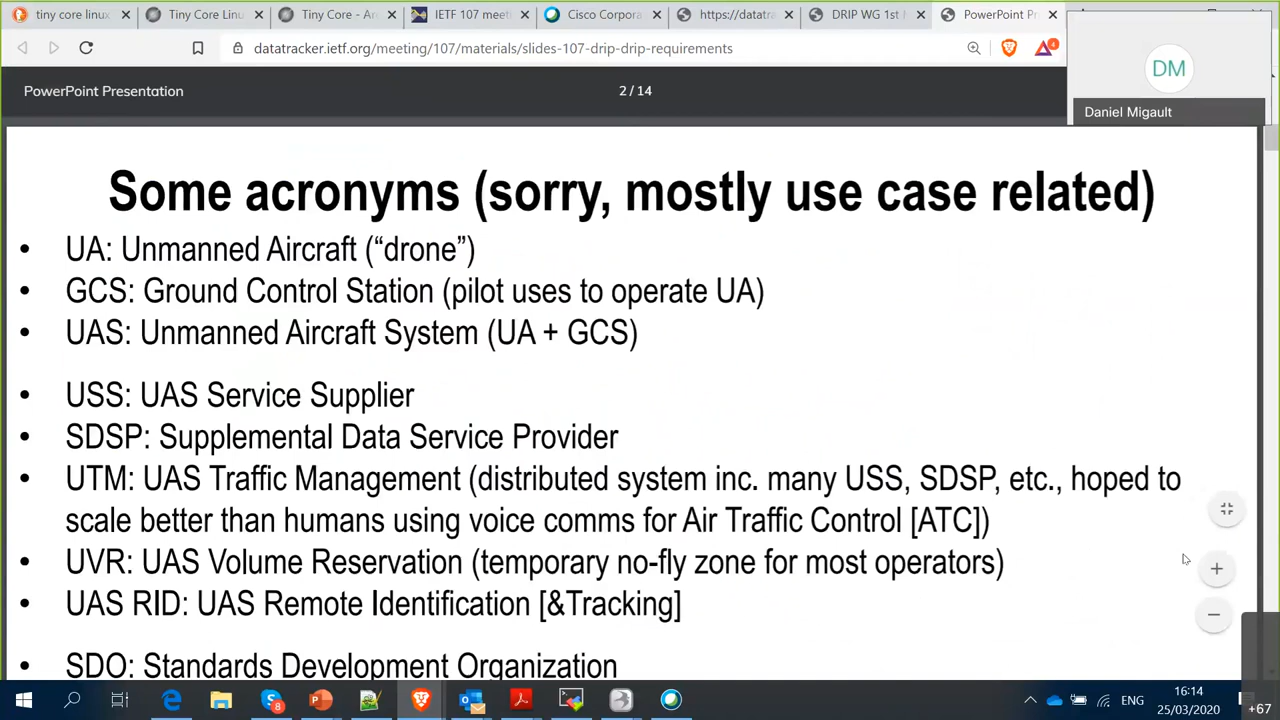 tiny core linux
Tiny Core Linu
Tiny Core - Ar
IETF 107 meet
Cisco Corpora
https://datatr
DRIP WG 1st
PowerPoint Pr
datatracker.ietf.org/meeting/107/materials/slides-107-drip-drip-requirements
4
PowerPoint Presentation
2 / 14
DM
Daniel Migault
Some acronyms (sorry, mostly use case related)
• UA: Unmanned Aircraft (“drone”)
• GCS: Ground Control Station (pilot uses to operate UA)
• UAS: Unmanned Aircraft System (UA + GCS)
• USS: UAS Service Supplier
• SDSP: Supplemental Data Service Provider
• UTM: UAS Traffic Management (distributed system inc. many USS, SDSP, etc., hoped to
scale better than humans using voice comms for Air Traffic Control [ATC])
• UVR: UAS Volume Reservation (temporary no-fly zone for most operators)
• UAS RID: UAS Remote Identification [&Tracking]
• SDO: Standards Development Organization
8
ENG
16:14
25/03/2020
+67